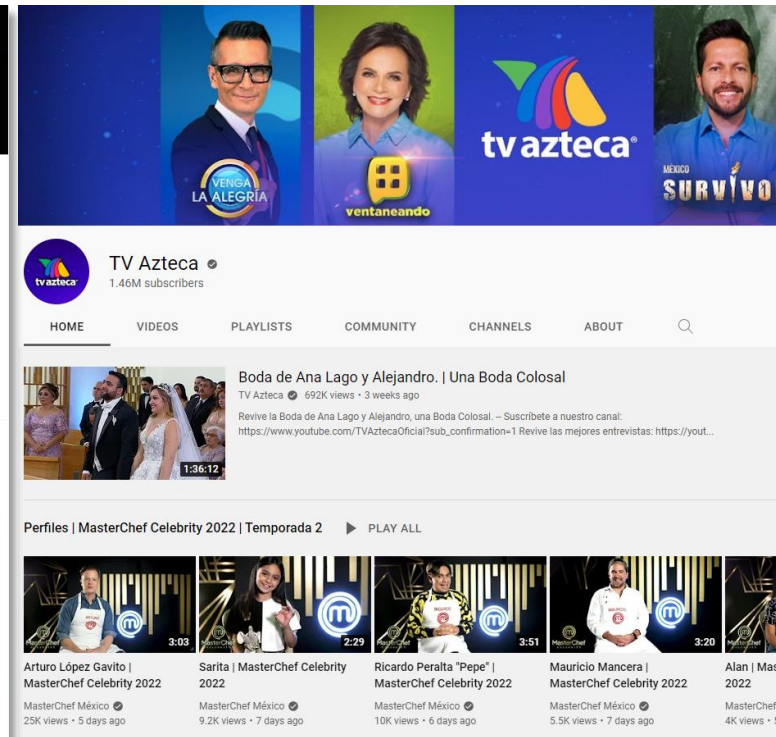 VENGA
LA ALEGRÍA
ventaneando
tv azteca
MÉXICO
SURVIVO
tv azteca
TV Azteca
1.46M subscribers
HOME VIDEOS PLAYLISTS COMMUNITY CHANNELS ABOUT
1:36:12
Boda de Ana Lago y Alejandro. | Una Boda Colosal
TV Azteca 692K views • 3 weeks ago
Revive la Boda de Ana Lago y Alejandro, una Boda Colosal. – Suscríbete a nuestro canal:
https://www.youtube.com/TVAztecaOficial?sub_confirmation=1 Revive las mejores entrevistas: https://yout...
Perfiles | MasterChef Celebrity 2022 | Temporada 2 PLAY ALL
3:03
Arturo López Gavito |
MasterChef Celebrity 2022
MasterChef México
25K views • 5 days ago
2:29
Sarita | MasterChef Celebrity
2022
MasterChef México
9.2K views • 7 days ago
3:51
Ricardo Peralta "Pepe" |
MasterChef Celebrity 2022
MasterChef México
10K views • 6 days ago
3:20
Mauricio Mancera |
MasterChef Celebrity 2022
MasterChef México
5.5K views • 7 days ago
Alan | Mas
2022
MasterChef
4K views •